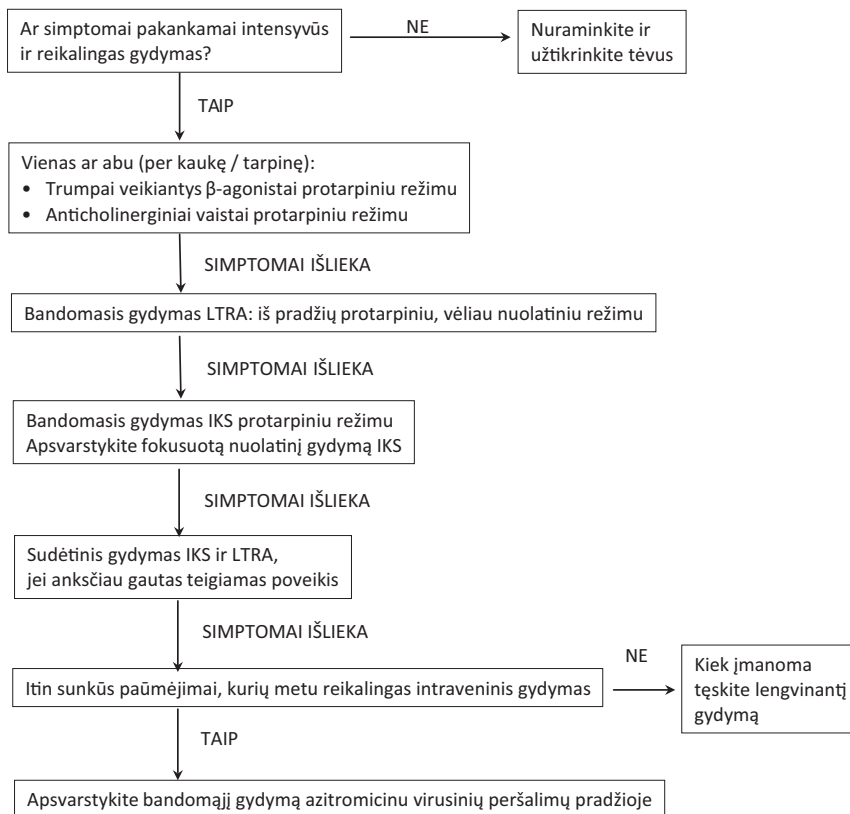 Ar simptomai pakankamai intensyvūs
ir reikalingas gydymas?
NE
Nuraminkite ir
užtikrinkite tėvus
TAIP
Vienas ar abu (per kaukę / tarpinę):
• Trumpai veikiantys β-agonistai protarpiniu režimu
• Anticholinerginiai vaistai protarpiniu režimu
SIMPTOMAI IŠLIEKA
Bandomasis gydymas LTRA: iš pradžių protarpiniu, vėliau nuolatiniu režimu
SIMPTOMAI IŠLIEKA
Bandomasis gydymas IKS protarpiniu režimu
Apsvarstykite fokusuotą nuolatinį gydymą IKS
SIMPTOMAI IŠLIEKA
Sudėtinis gydymas IKS ir LTRA,
jei anksčiau gautas teigiamas poveikis
SIMPTOMAI IŠLIEKA
Itin sunkūs paūmėjimai, kurių metu reikalingas intraveninis gydymas
NE
Kiek įmanoma
tęskite lengvinantį
gydymą
TAIP
Apsvarstykite bandomąjį gydymą azitromicinu virusinių peršalimų pradžioje